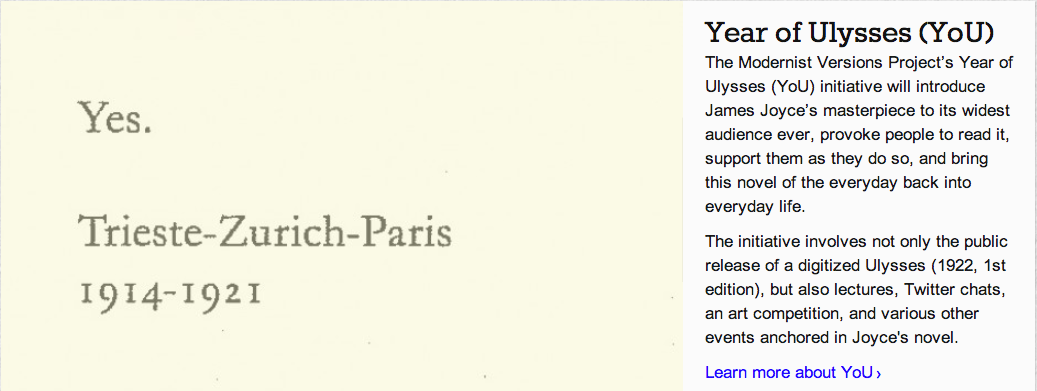 Yes.
Trieste-Zurich-Paris
1914-1921
Year of Ulysses (YoU)
The Modernist Versions Project’s Year of
Ulysses (YoU) initiative will introduce
James Joyce’s masterpiece to its widest
audience ever, provoke people to read it,
support them as they do so, and bring
this novel of the everyday back into
everyday life.
The initiative involves not only the public
release of a digitized Ulysses (1922, 1st
edition), but also lectures, Twitter chats,
an art competition, and various other
events anchored in Joyce's novel.
Learn more about YoU ›